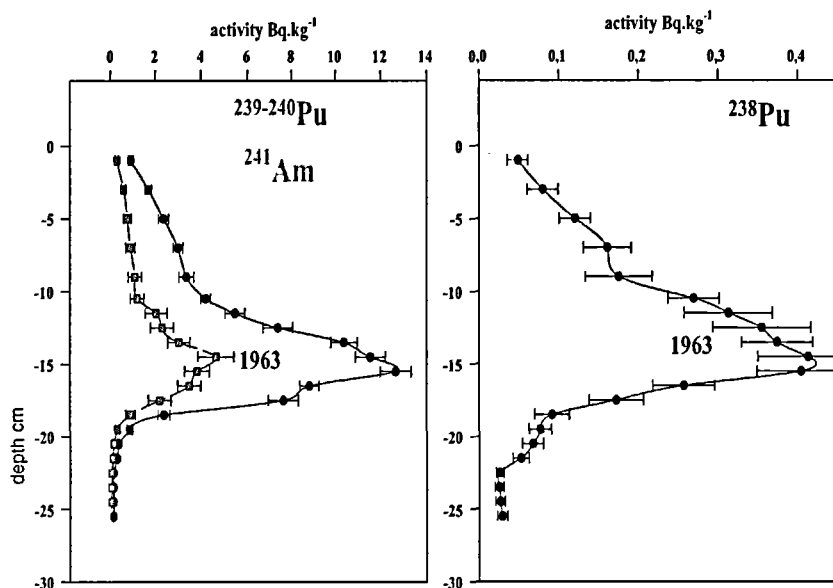 activity Bq.kg-1
0 2 4 6 8 10 12 14
239-240Pu
241Am
1963
0
-5
-10
-15
-20
-25
-30
depth cm
activity Bq.kg-1
0,0 0,1 0,2 0,3 0,4
238Pu
1963
0
-5
-10
-15
-20
-25
-30